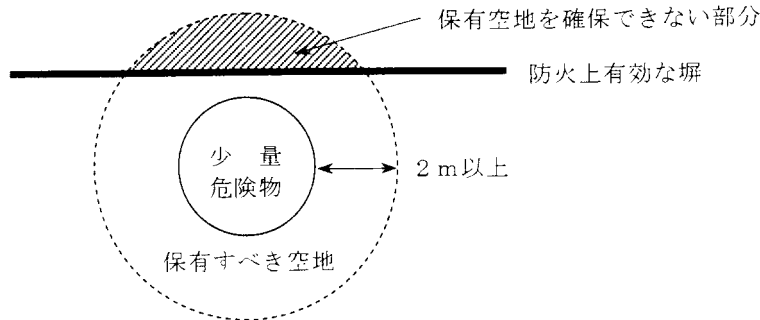 保有空地を確保できない部分
防火上有効な塀
少量
危険物
2m以上
保有すべき空地